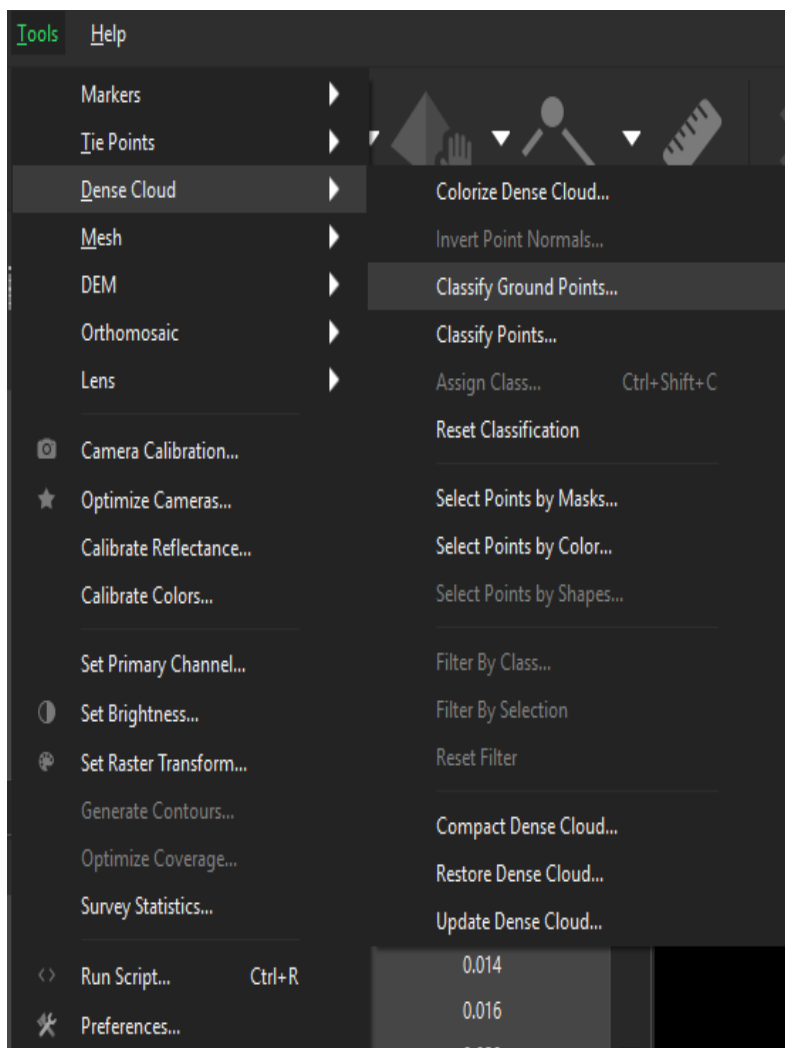 Tools Help
Markers
Tie Points
Dense Cloud
Mesh
DEM
Orthomosaic
Lens
Camera Calibration...
Optimize Cameras...
Calibrate Reflectance...
Calibrate Colors...
Set Primary Channel...
Set Brightness...
Set Raster Transform...
Generate Contours...
Optimize Coverage...
Survey Statistics...
Run Script... Ctrl+R
Preferences...
Colorize Dense Cloud...
Invert Point Normals...
Classify Ground Points...
Classify Points...
Assign Class... Ctrl+Shift+C
Reset Classification
Select Points by Masks...
Select Points by Color...
Select Points by Shapes...
Filter By Class...
Filter By Selection
Reset Filter
Compact Dense Cloud...
Restore Dense Cloud...
Update Dense Cloud...
0.014
0.016